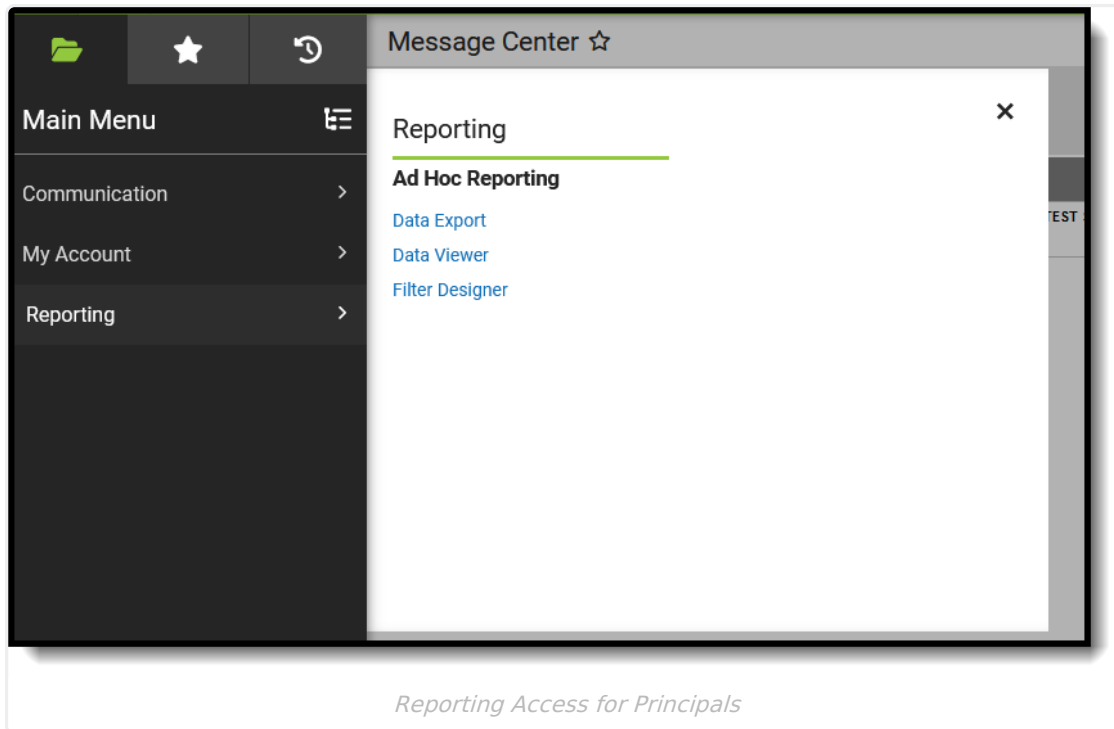 Message Center
Main Menu
Communication
My Account
Reporting
Reporting
Ad Hoc Reporting
Data Export
Data Viewer
Filter Designer
TEST
Reporting Access for Principals